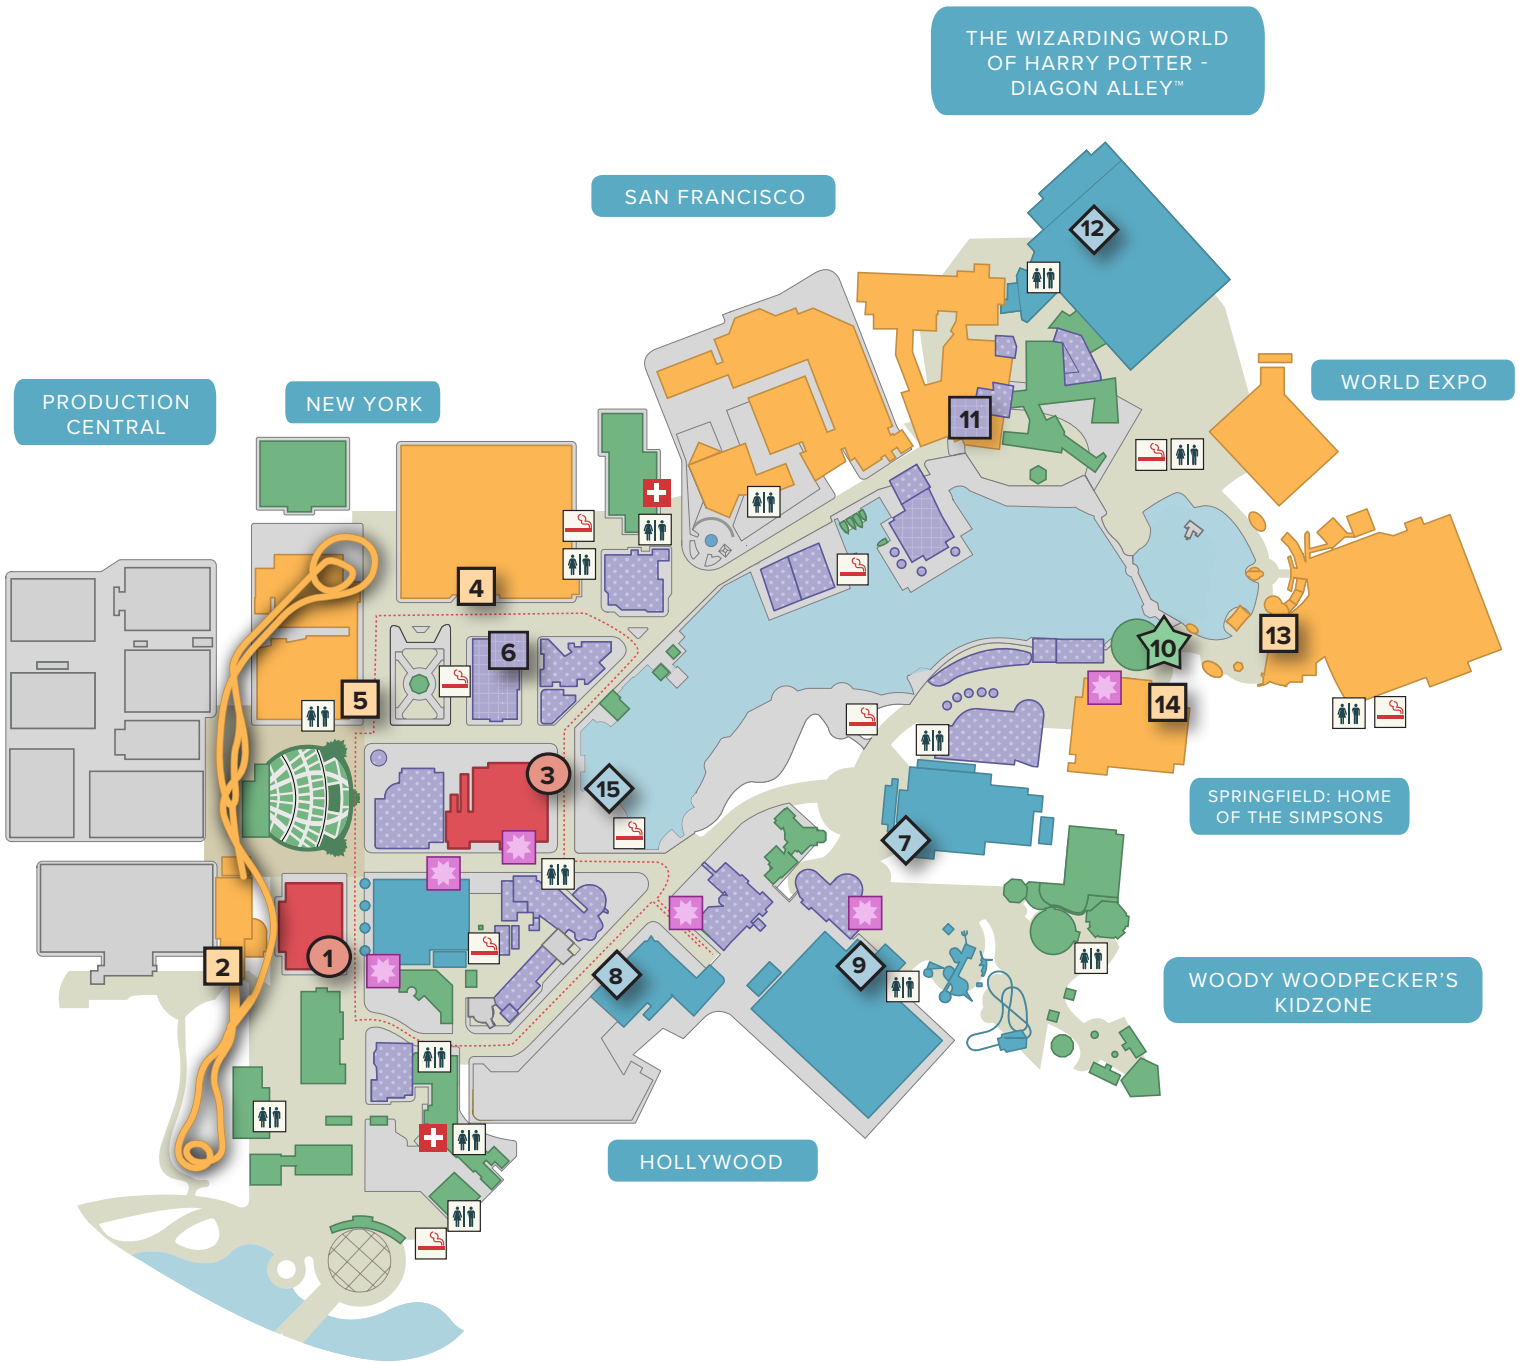 THE WIZARDING WORLD
OF HARRY POTTER -
DIAGON ALLEY™
SAN FRANCISCO
12
WORLD EXPO
PRODUCTION
CENTRAL
NEW YORK
11
4
13
10
6
5
14
3
15
SPRINGFIELD: HOME
OF THE SIMPSONS
7
1
2
8
9
WOODY WOODPECKER'S
KIDZONE
HOLLYWOOD